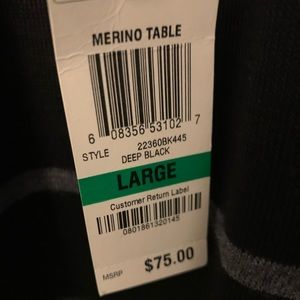 MERINO TABLE
6 08356 53102 7
STYLE 22360BK445
DEEP BLACK
LARGE
Customer Return Label
0801861320145
MSRP $75.00